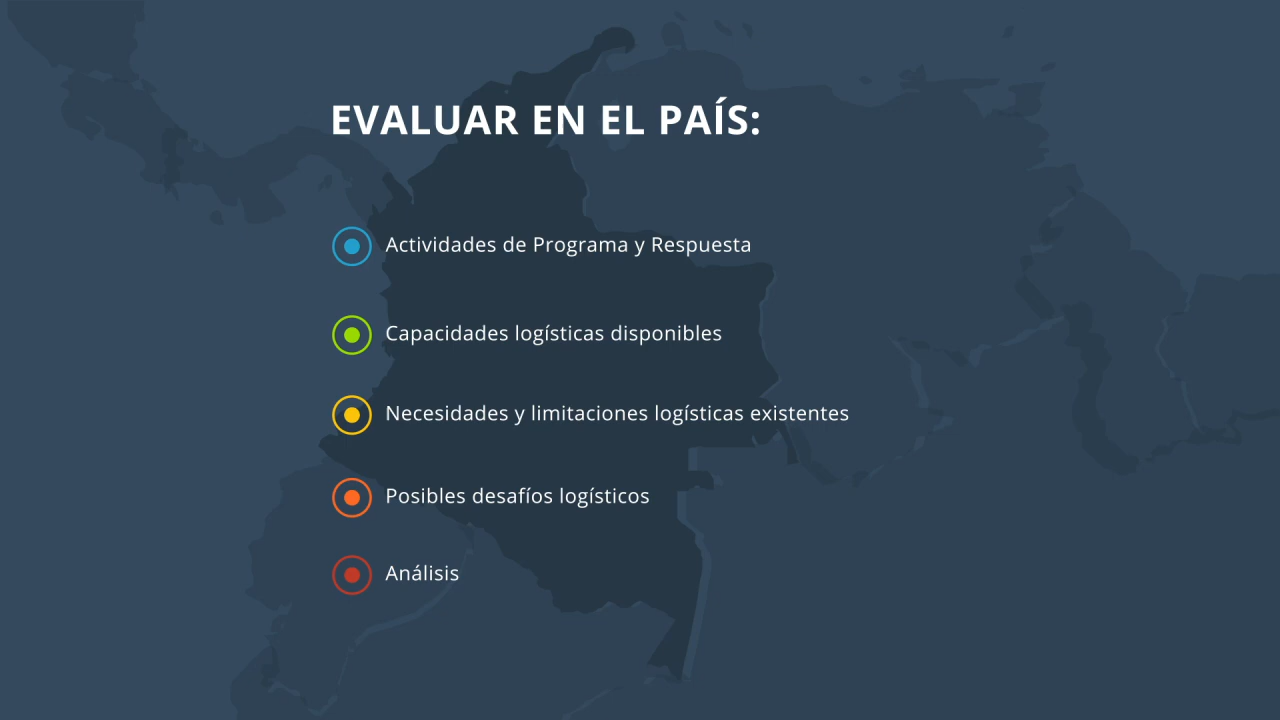 EVALUAR EN EL PAÍS:
Actividades de Programa y Respuesta
Capacidades logísticas disponibles
Necesidades y limitaciones logísticas existentes
Posibles desafíos logísticos
Análisis